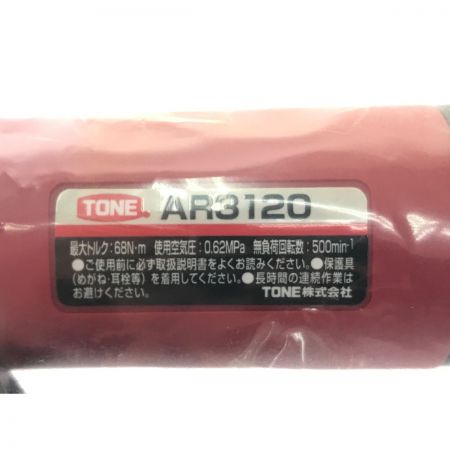 TONE AR3120
最大トルク：68N･m 使用空気圧：0.62MPa 無負荷回転数：500min⁻¹
●ご使用前に必ず取扱説明書をよくお読みください。●保護具
（めがね･耳栓等）を着用してください。●長時間の連続作業は
お避けください。 TONE株式会社